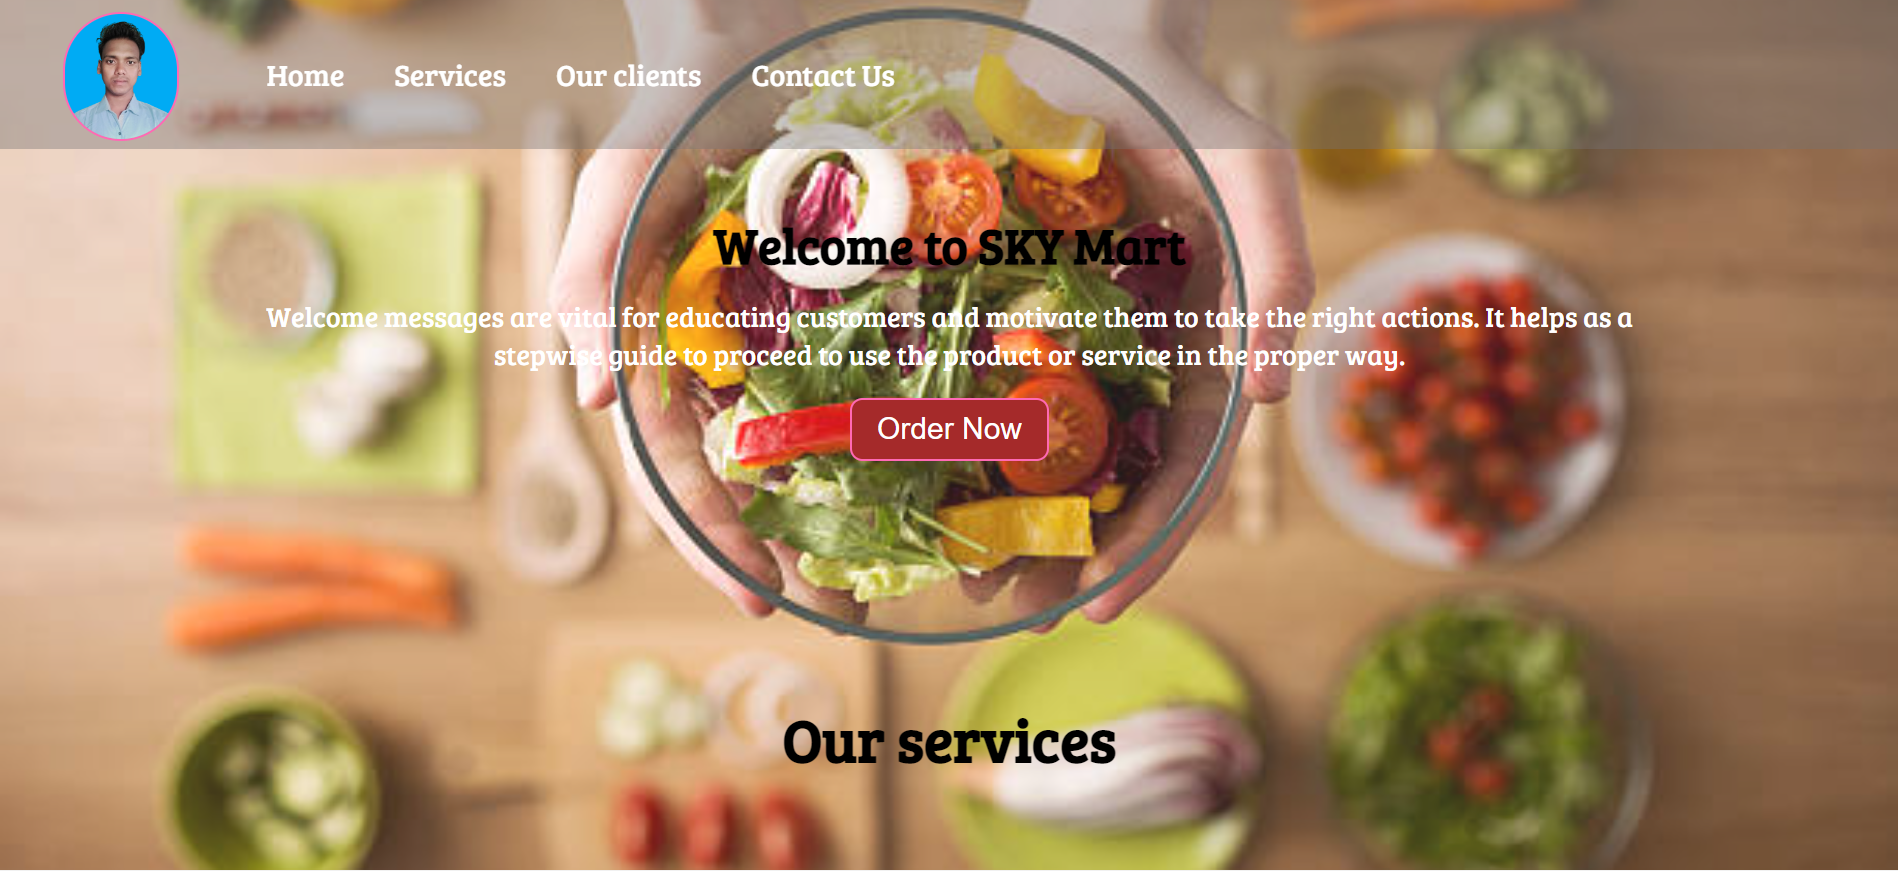 Home Services Our clients Contact Us
Welcome to SKY Mart
Welcome messages are vital for educating customers and motivate them to take the right actions. It helps as a
stepwise guide to proceed to use the product or service in the proper way.
Order Now
Our services